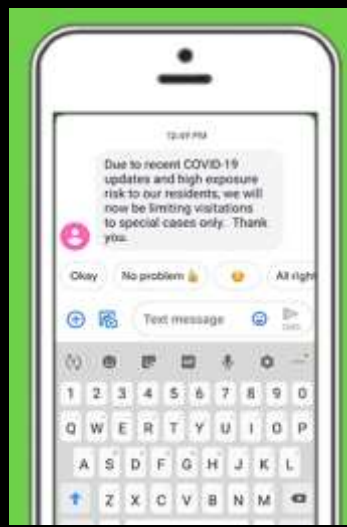 12:49 PM
Due to recent COVID-19
updates and high exposure
risk to our residents, we will
now be limiting visitations
to special cases only. Thank
you.
Okay No problem👍 All righ
Text message
1 2 3 4 5 6 7 8 9 0
Q W E R T Y U I O P
A S D F G H J K L
Z X C V B N M